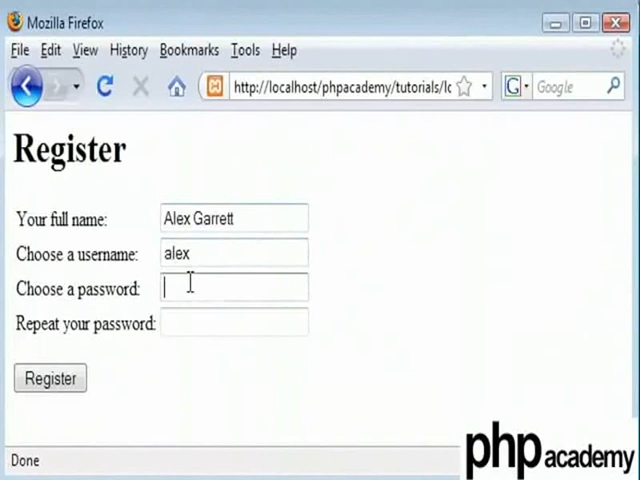 Mozilla Firefox
File Edit View History Bookmarks Tools Help
http://localhost/phpacademy/tutorials/lo
G Google
Register
Your full name: Alex Garrett
Choose a username: alex
Choose a password:
Repeat your password:
Register
Done
php academy